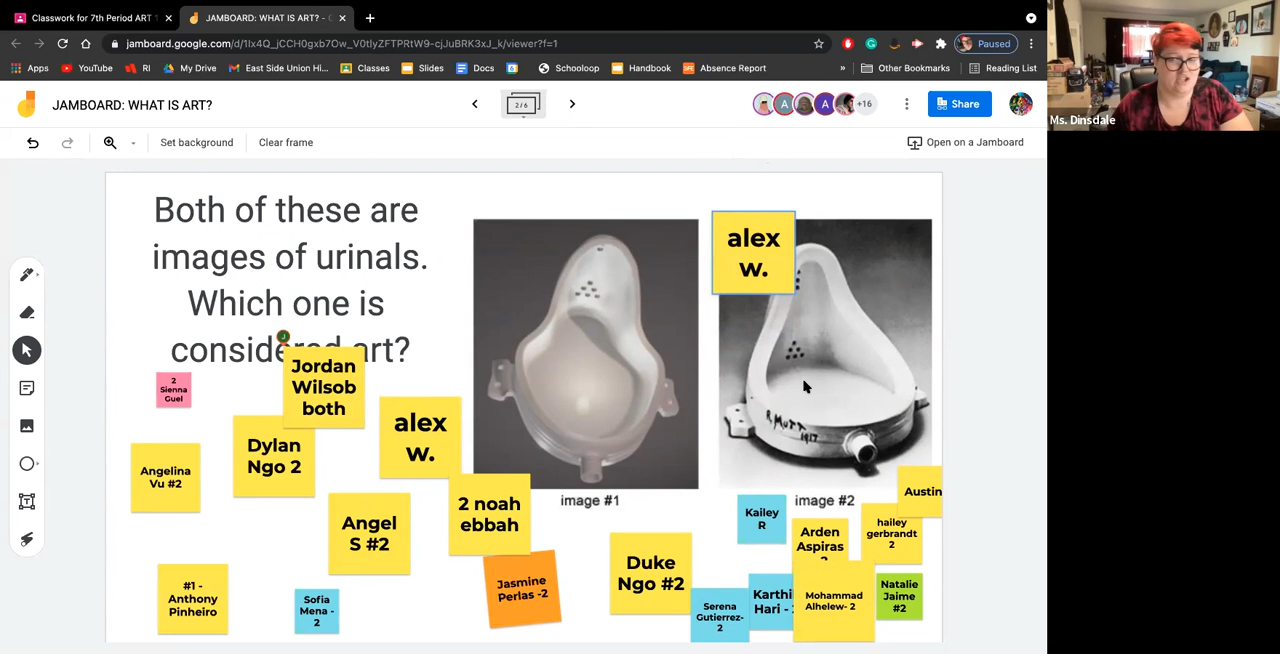 Classwork for 7th Period ART 1
JAMBOARD: WHAT IS ART? -
jamboard.google.com/d/1Ix4Q_jCCH0gxb7Ow_V0tlyZFTPRtW9-cjJuBRK3xJ_k/viewer?f=1
Paused
Apps
YouTube
RI
My Drive
East Side Union Hi...
Classes
Slides
Docs
Schooloop
Handbook
Absence Report
»
Other Bookmarks
Reading List
JAMBOARD: WHAT IS ART?
2/6
A
A
+16
Share
Set background
Clear frame
Open on a Jamboard
Ms. Dinsdale
Both of these are
images of urinals.
Which one is
considered art?
J
alex
w.
2
Sienna
Guel
Jordan
Wilsob
both
alex
w.
Dylan
Ngo 2
Angelina
Vu #2
2 noah
ebbah
Angel
S #2
R. MUTT
1917
image #1
image #2
Austin
Kailey
R
Arden
Aspiras
hailey
gerbrandt
2
Duke
Ngo #2
Jasmine
Perlas -2
#1 -
Anthony
Pinheiro
Sofia
Mena -
2
Serena
Gutierrez-
2
Karthi
Hari -
Mohammad
Alhelew- 2
Natalie
Jaime
#2